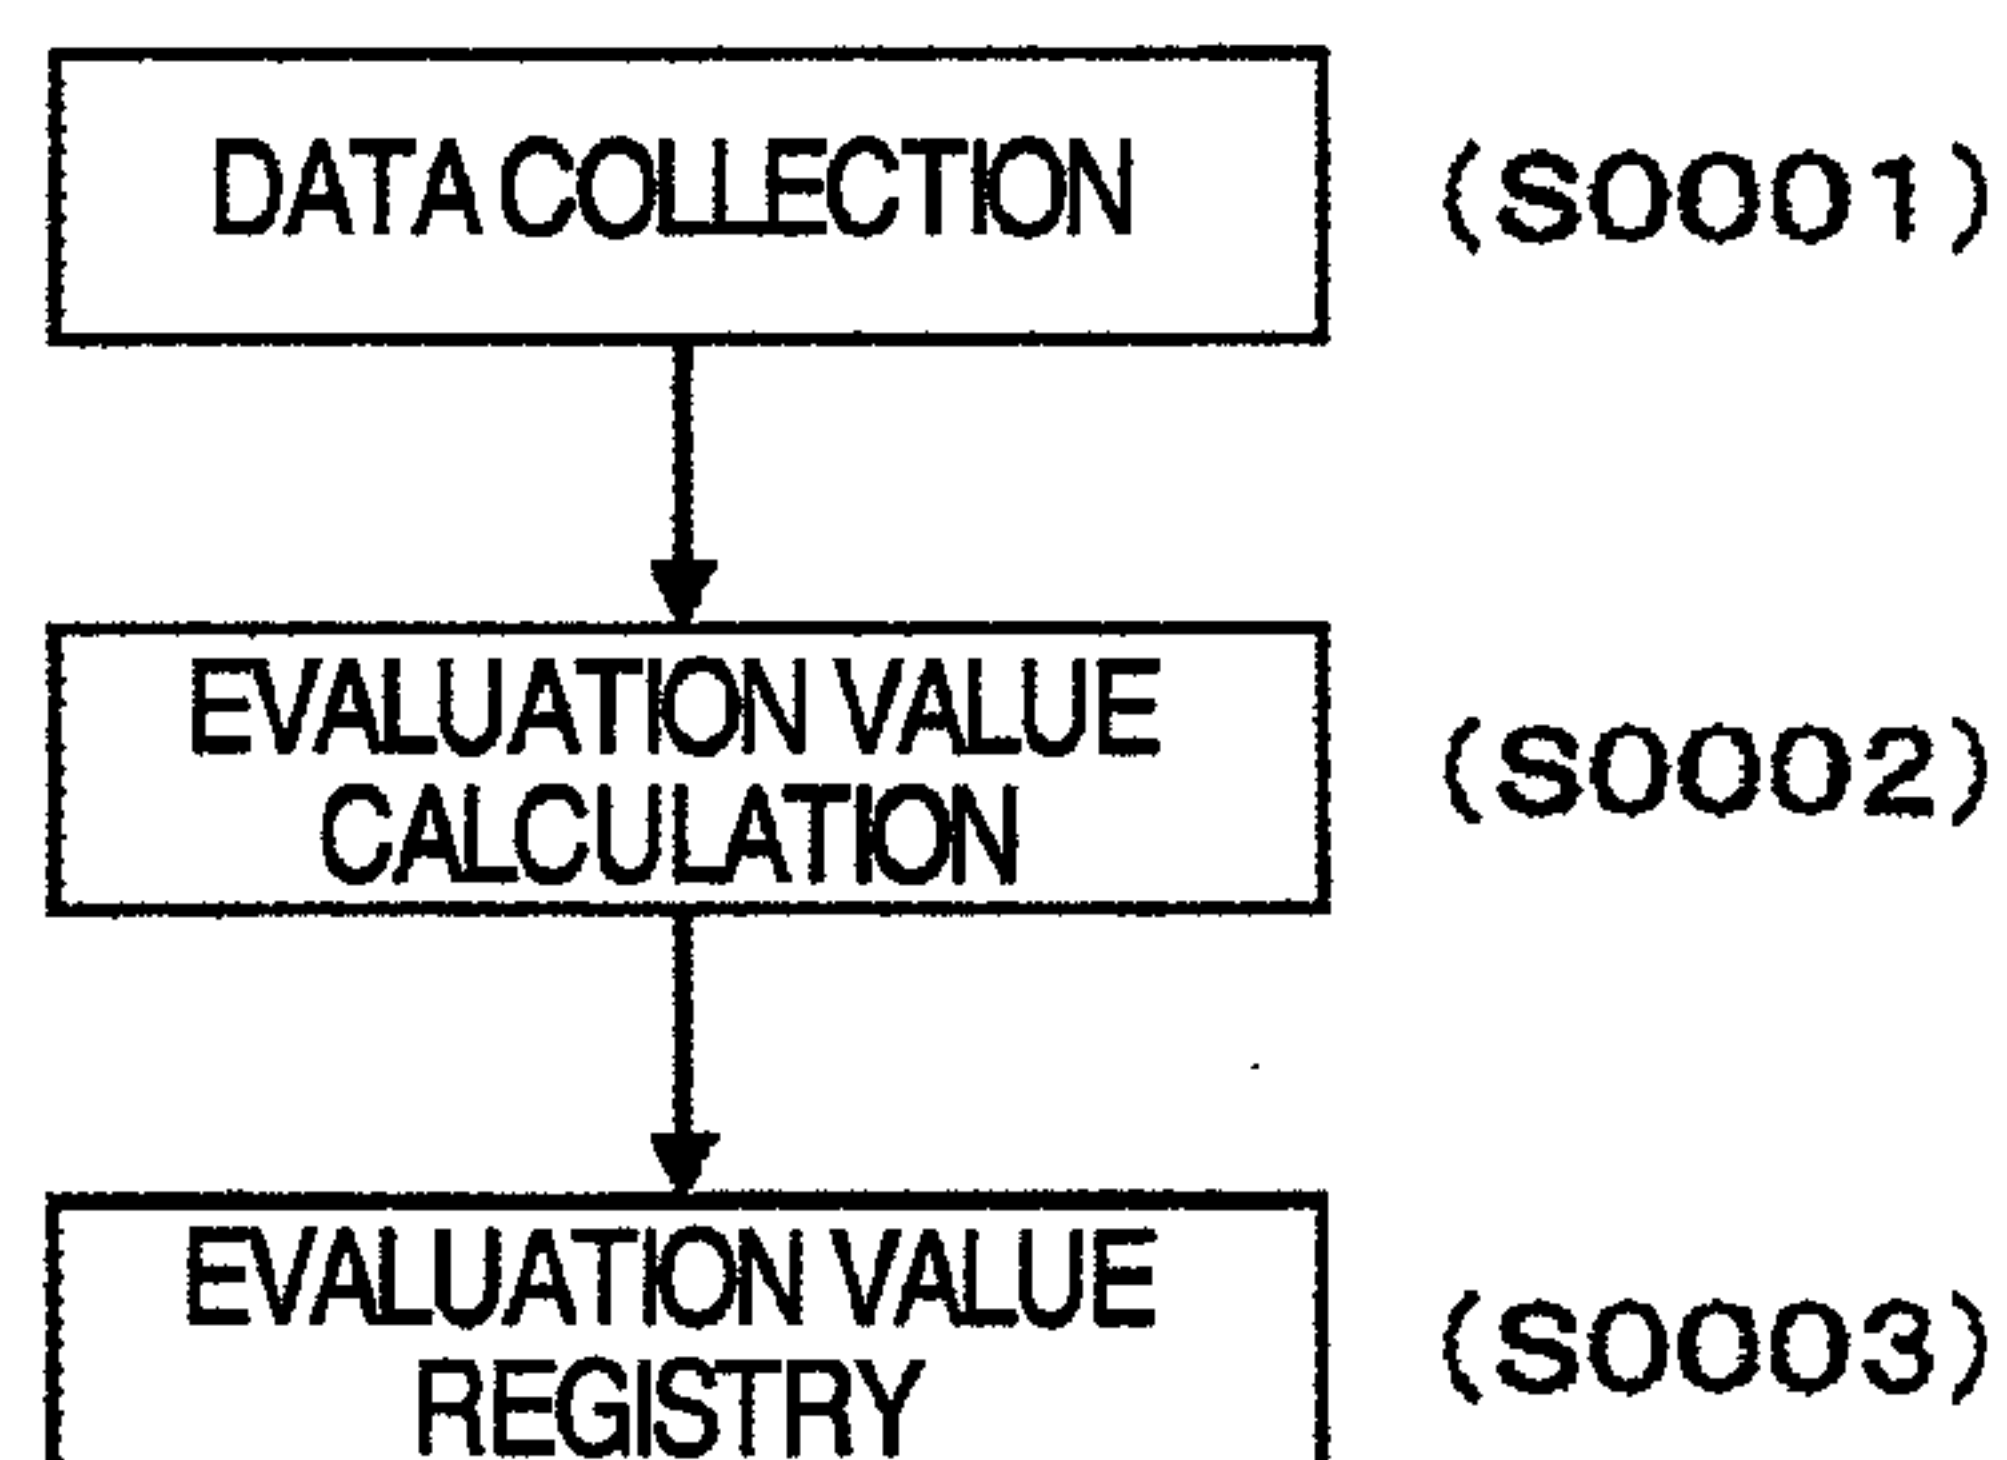 DATA COLLECTION (S0001)
EVALUATION VALUE
CALCULATION
(S0002)
EVALUATION VALUE
REGISTRY
(S0003)